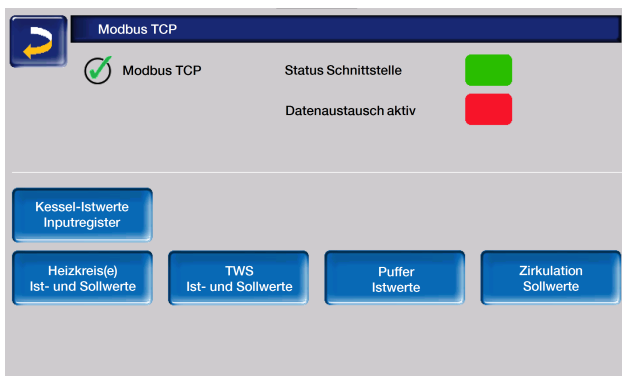 Modbus TCP
Modbus TCP
Status Schnittstelle
Datenaustausch aktiv
Kessel-Istwerte
Inputregister
Heizkreis(e)
Ist- und Sollwerte
TWS
Ist- und Sollwerte
Puffer
Istwerte
Zirkulation
Sollwerte